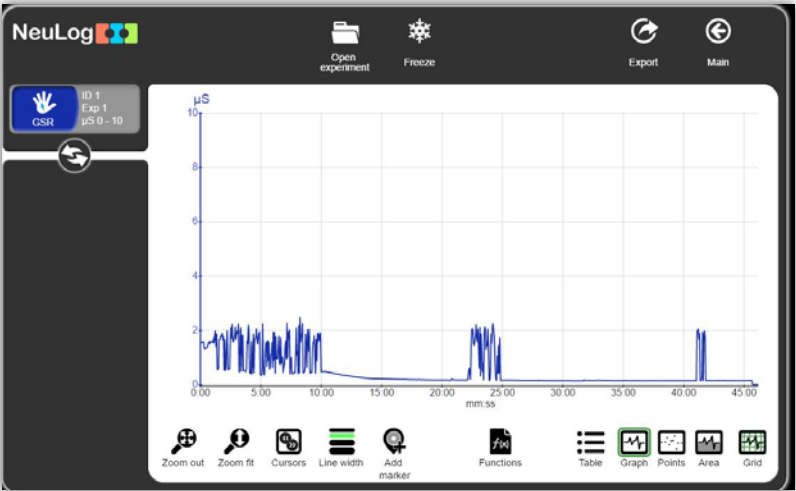 NeuLog
Open
experiment
Freeze
Export
Main
GSR
ID 1
Exp 1
µS 0 - 10
µS
10
8
6
4
2
0
0:00 5:00 10:00 15:00 20:00 25:00 30:00 35:00 40:00 45:00
mm:ss
Zoom out
Zoom fit
Cursors
Line width
Add
marker
f(x)
Functions
Table
Graph
Points
Area
Grid